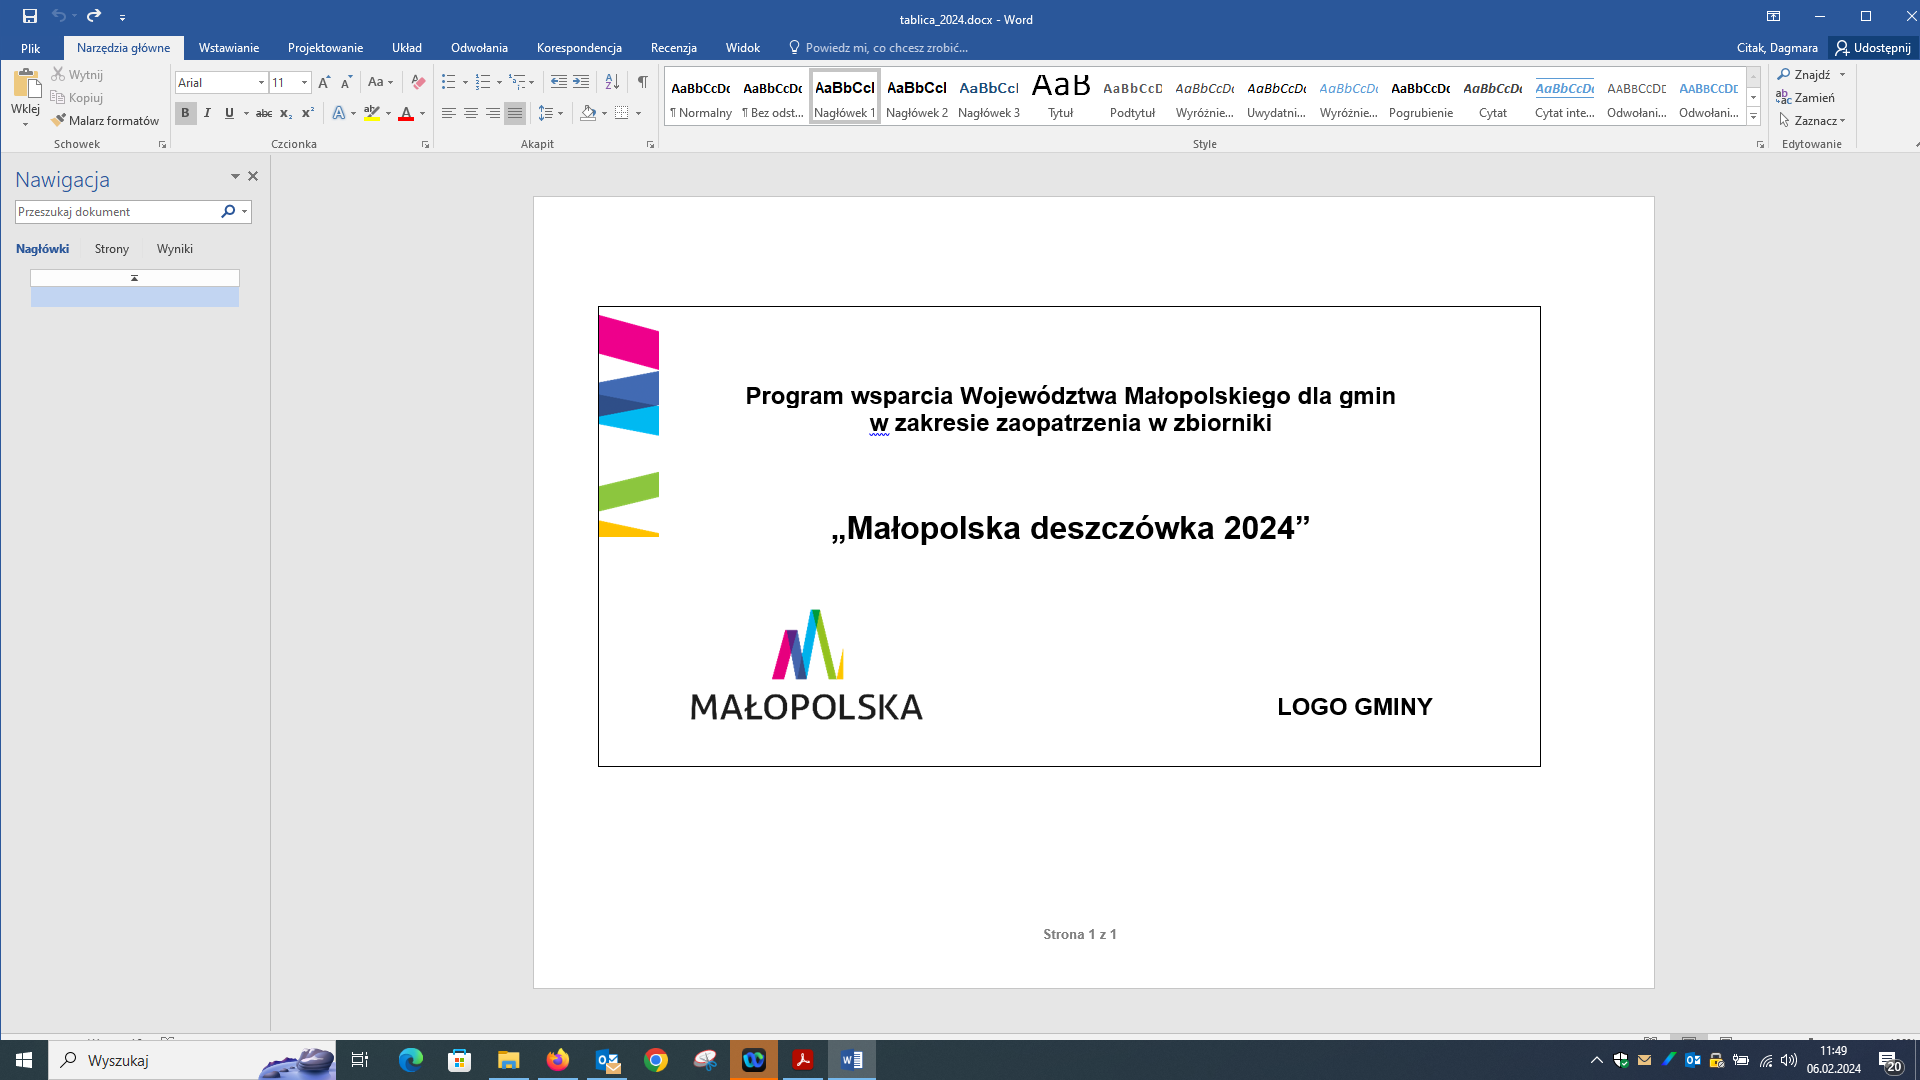 tablica_2024.docx - Word
Plik
Narzędzia główne
Wstawianie
Projektowanie
Układ
Odwołania
Korespondencja
Recenzja
Widok
Powiedz mi, co chcesz zrobić...
Citak, Dagmara
Udostępnij
Wklej
Wytnij
Kopiuj
Malarz formatów
Schowek
Arial
11
Czcionka
Akapit
AaBbCcDc
¶ Normalny
AaBbCcDc
¶ Bez odst...
AaBbCcI
Nagłówek 1
AaBbCcI
Nagłówek 2
AaBbCcI
Nagłówek 3
AaB
Tytuł
AaBbCcD
Podtytuł
AaBbCcDc
Wyróżnie...
AaBbCcDc
Uwydatni...
AaBbCcDc
Wyróżnie...
AaBbCcDc
Pogrubienie
AaBbCcDc
Cytat
AaBbCcDc
Cytat inte...
AABBCCDE
Odwołani...
AABBCCDE
Odwołani...
Style
Znajdź
Zamień
Zaznacz
Edytowanie
Nawigacja
Przeszukaj dokument
Nagłówki
Strony
Wyniki
Program wsparcia Województwa Małopolskiego dla gmin
w zakresie zaopatrzenia w zbiorniki
„Małopolska deszczówka 2024”
MAŁOPOLSKA
LOGO GMINY
Strona 1 z 1
Wyszukaj
11:49
06.02.2024
20